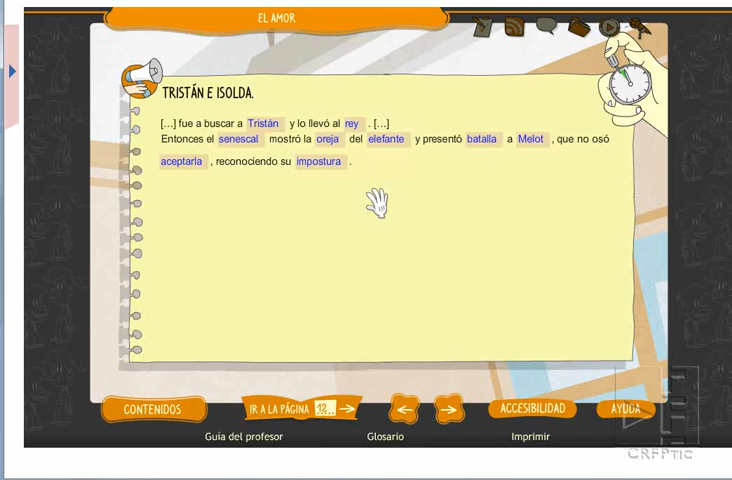 EL AMOR
TRISTÁN E ISOLDA.
[...] fue a buscar a Tristán y lo llevó al rey . [...]
Entonces el senescal mostró la oreja del elefante y presentó batalla a Melot , que no osó
aceptarla , reconociendo su impostura .
CONTENIDOS
IR A LA PÁGINA 12..
ACCESIBILIDAD
AYUDA
Guía del profesor
Glosario
Imprimir
CRFPTIC